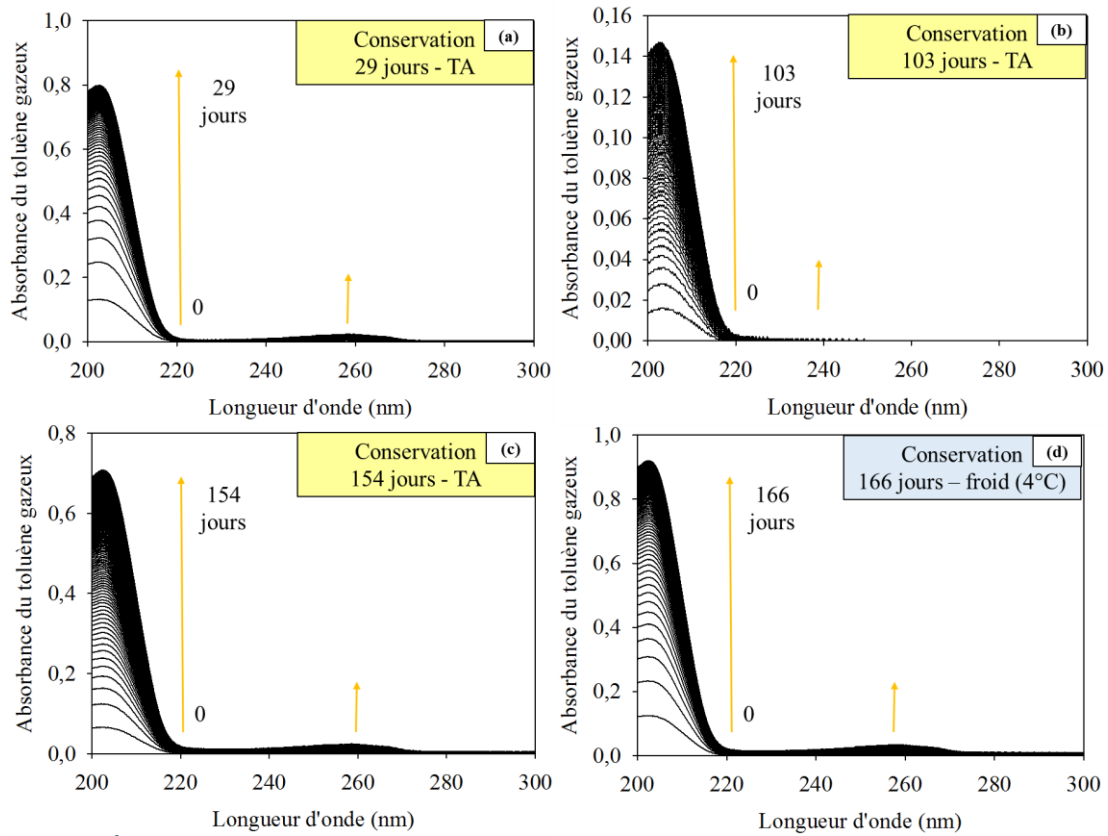 Absorbance du toluène gazeux
1,0
0,8
0,6
0,4
0,2
0,0
200
220
240
260
280
300
Longueur d'onde (nm)
Conservation
29 jours - TA
(a)
29
jours
0
Absorbance du toluène gazeux
0,16
0,14
0,12
0,10
0,08
0,06
0,04
0,02
0,00
200
220
240
260
280
300
Longueur d'onde (nm)
Conservation
103 jours - TA
(b)
103
jours
0
Absorbance du toluène gazeux
0,8
0,6
0,4
0,2
0,0
200
220
240
260
280
300
Longueur d'onde (nm)
Conservation
154 jours - TA
(c)
154
jours
0
Absorbance du toluène gazeux
1,0
0,8
0,6
0,4
0,2
0,0
200
220
240
260
280
300
Longueur d'onde (nm)
Conservation
166 jours – froid (4°C)
(d)
166
jours
0